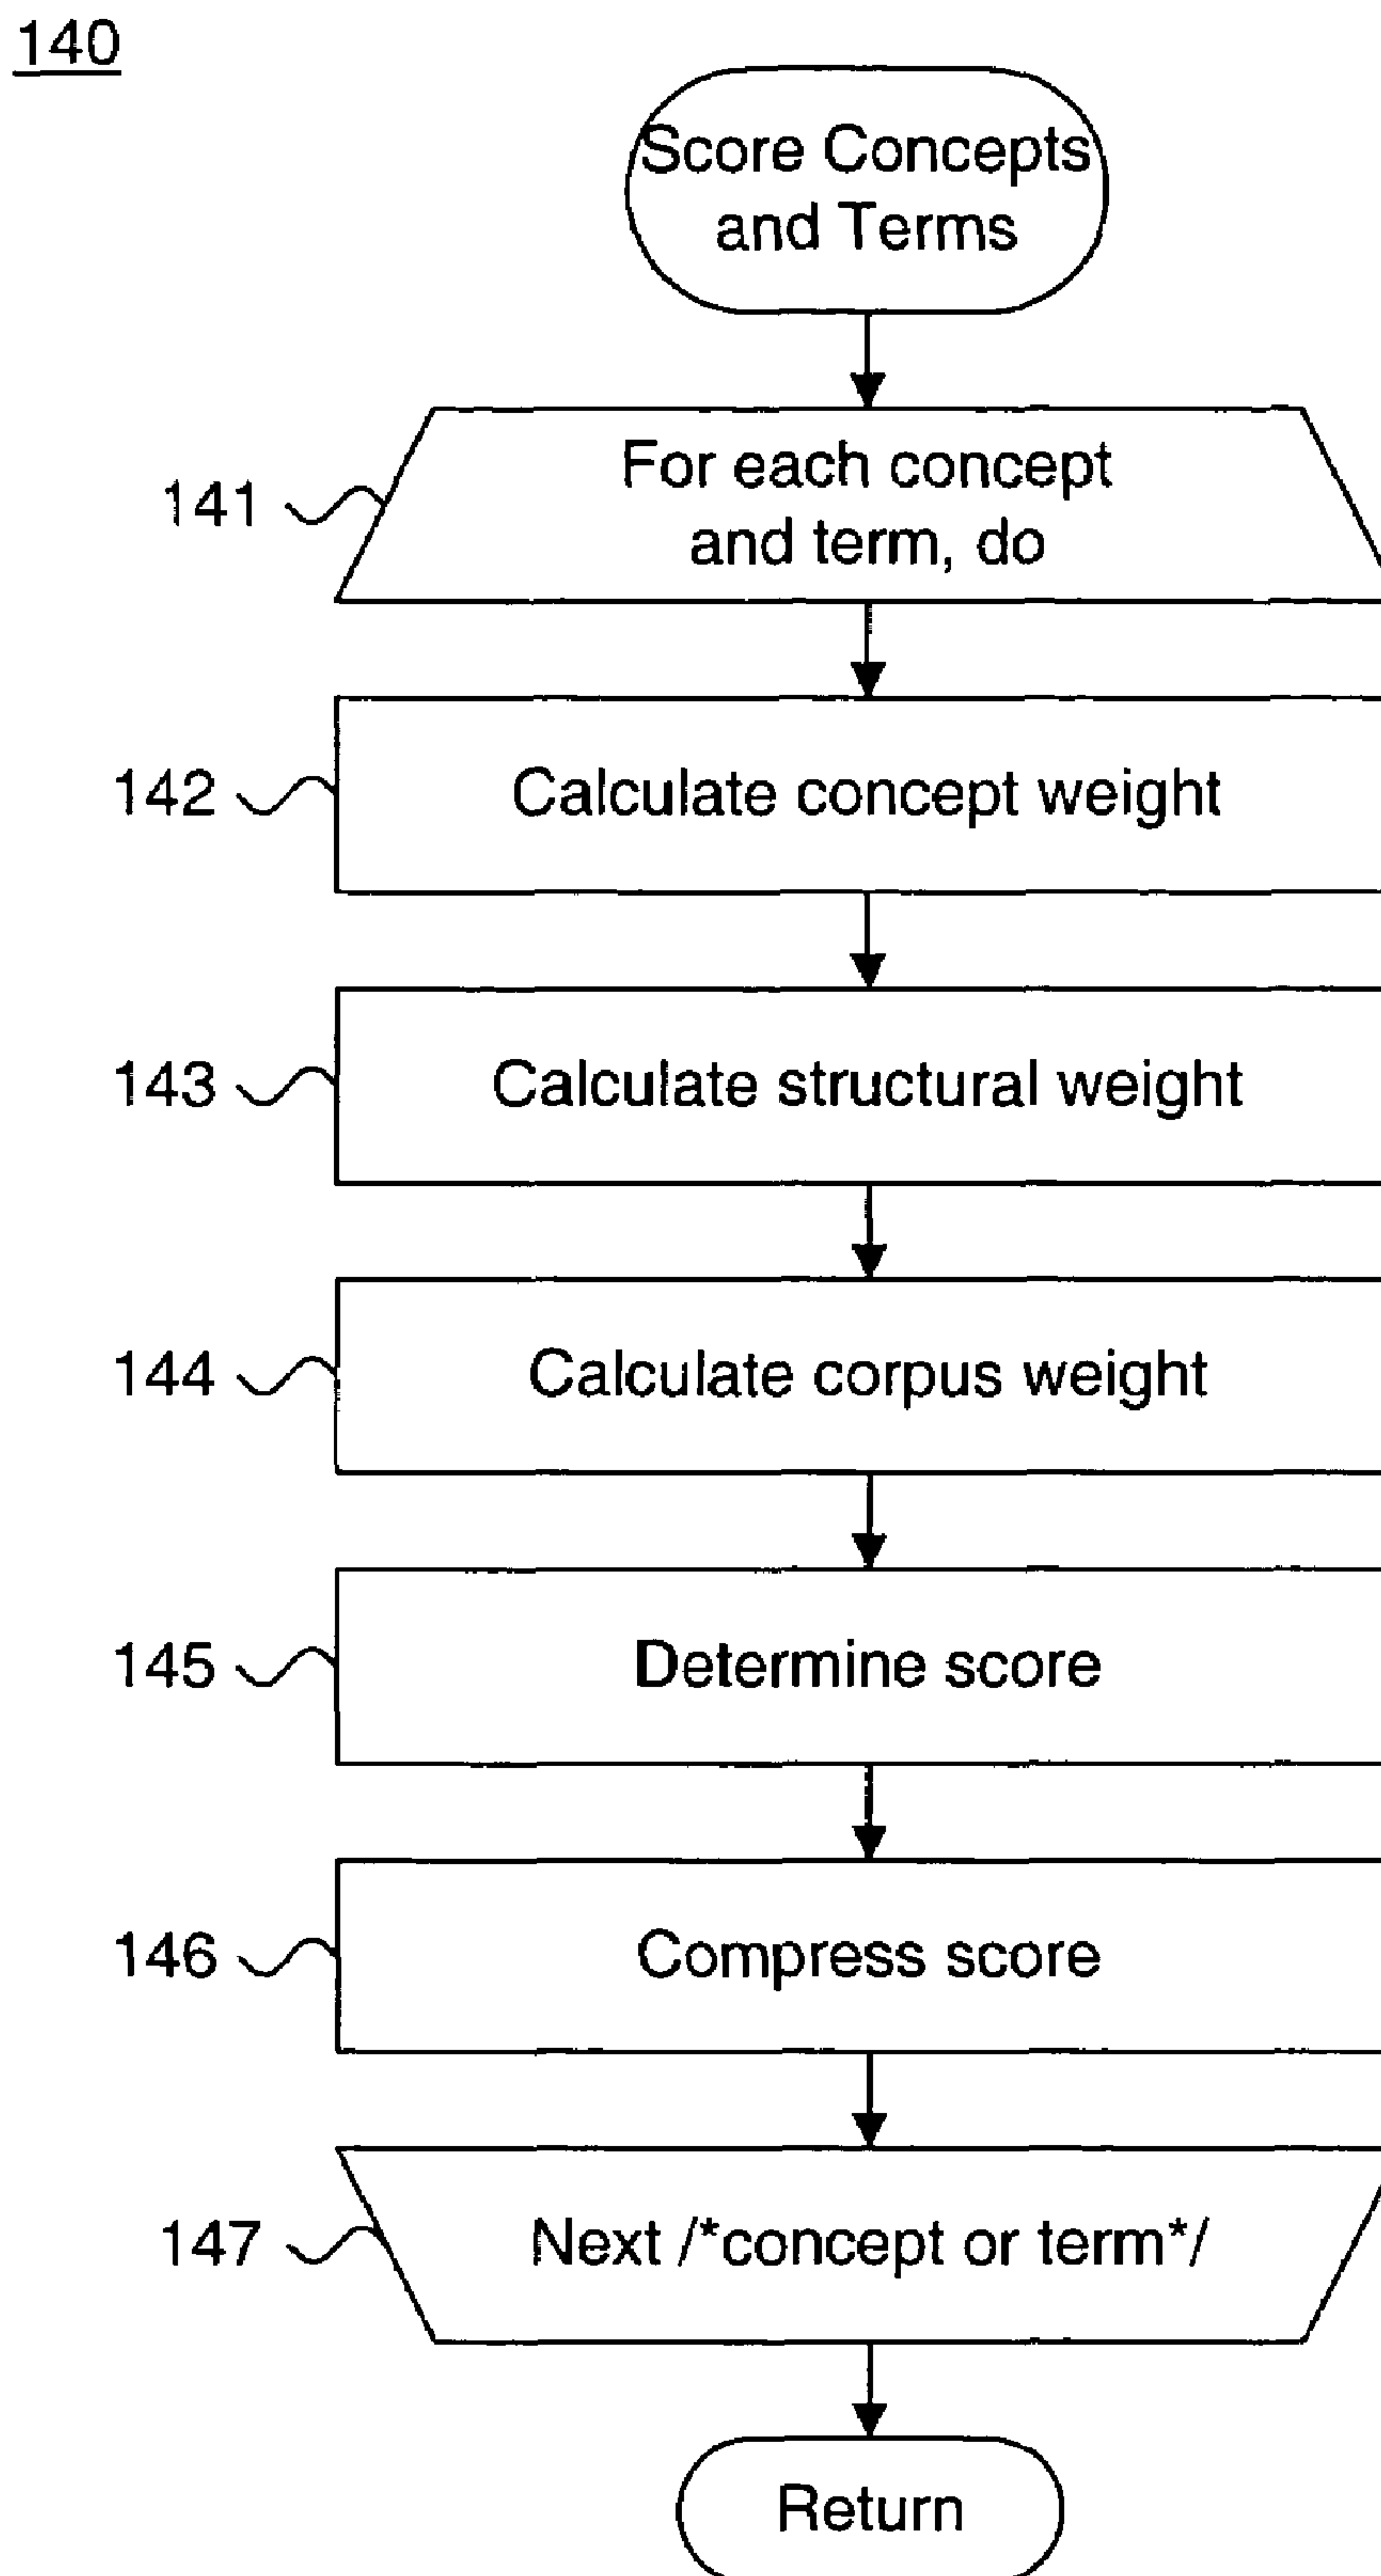 140
Score Concepts
and Terms
141
For each concept
and term, do
142
Calculate concept weight
143
Calculate structural weight
144
Calculate corpus weight
145
Determine score
146
Compress score
147
Next /*concept or term*/
Return